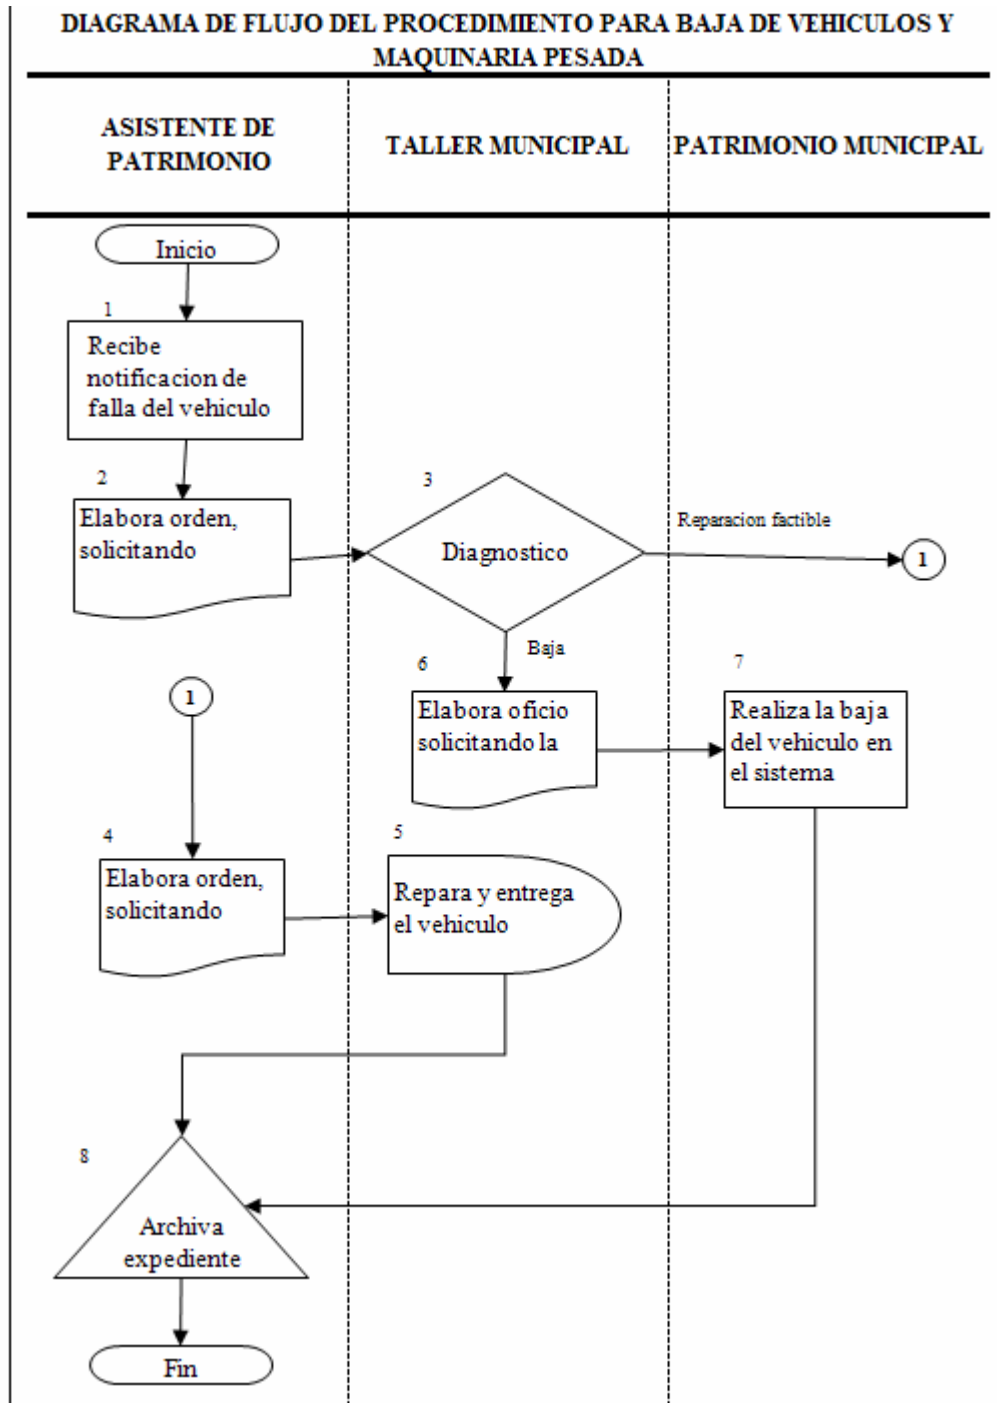 DIAGRAMA DE FLUJO DEL PROCEDIMIENTO PARA BAJA DE VEHICULOS Y
MAQUINARIA PESADA
ASISTENTE DE
PATRIMONIO
TALLER MUNICIPAL
PATRIMONIO MUNICIPAL
Inicio
1
Recibe
notificacion de
falla del vehiculo
2
Elabora orden,
solicitando
3
Diagnostico
Reparacion factible
1
Baja
6
Elabora oficio
solicitando la
7
Realiza la baja
del vehiculo en
el sistema
1
4
Elabora orden,
solicitando
5
Repara y entrega
el vehiculo
8
Archiva
expediente
Fin